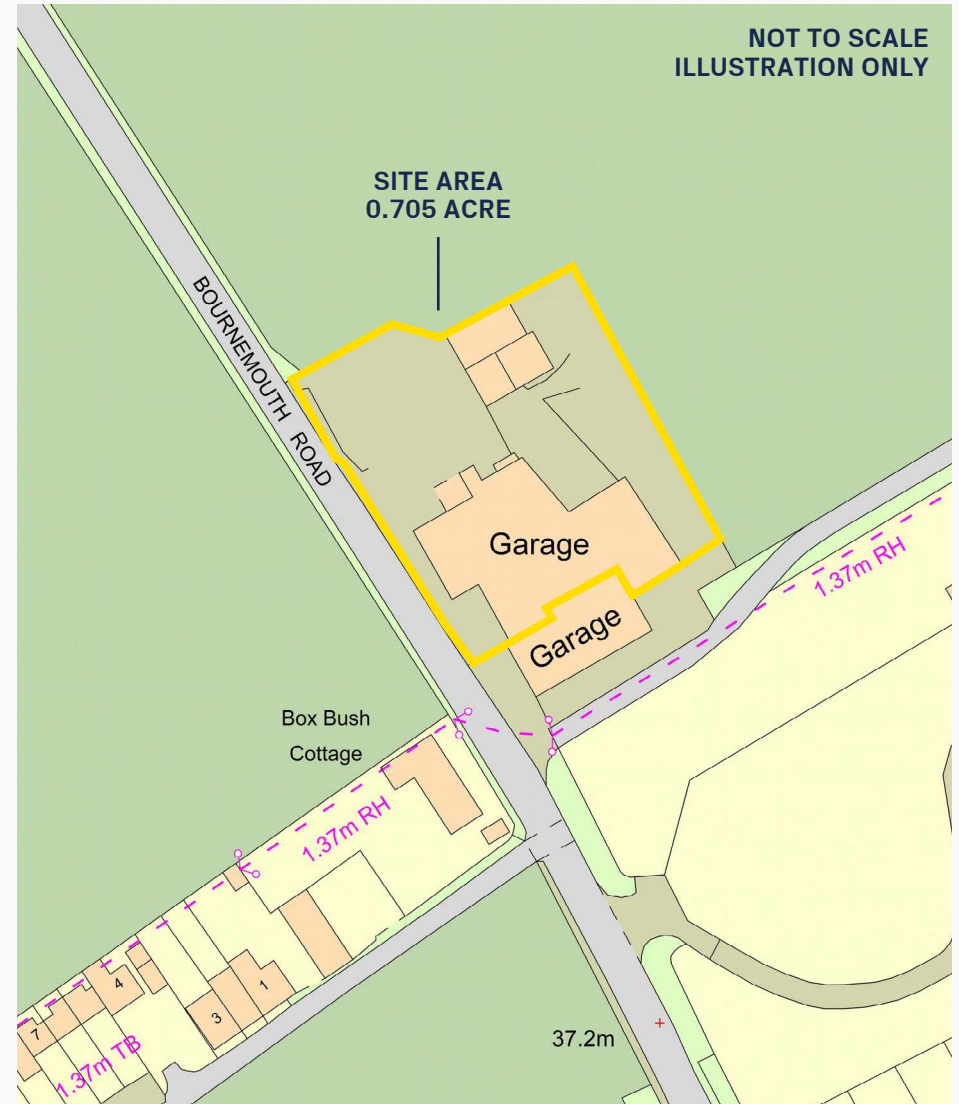 NOT TO SCALE
ILLUSTRATION ONLY
SITE AREA
0.705 ACRE
BOURNEMOUTH ROAD
Garage
1.37m RH
Garage
Box Bush
Cottage
1.37m RH
4
1
3
7
37.2m
1.37m TB